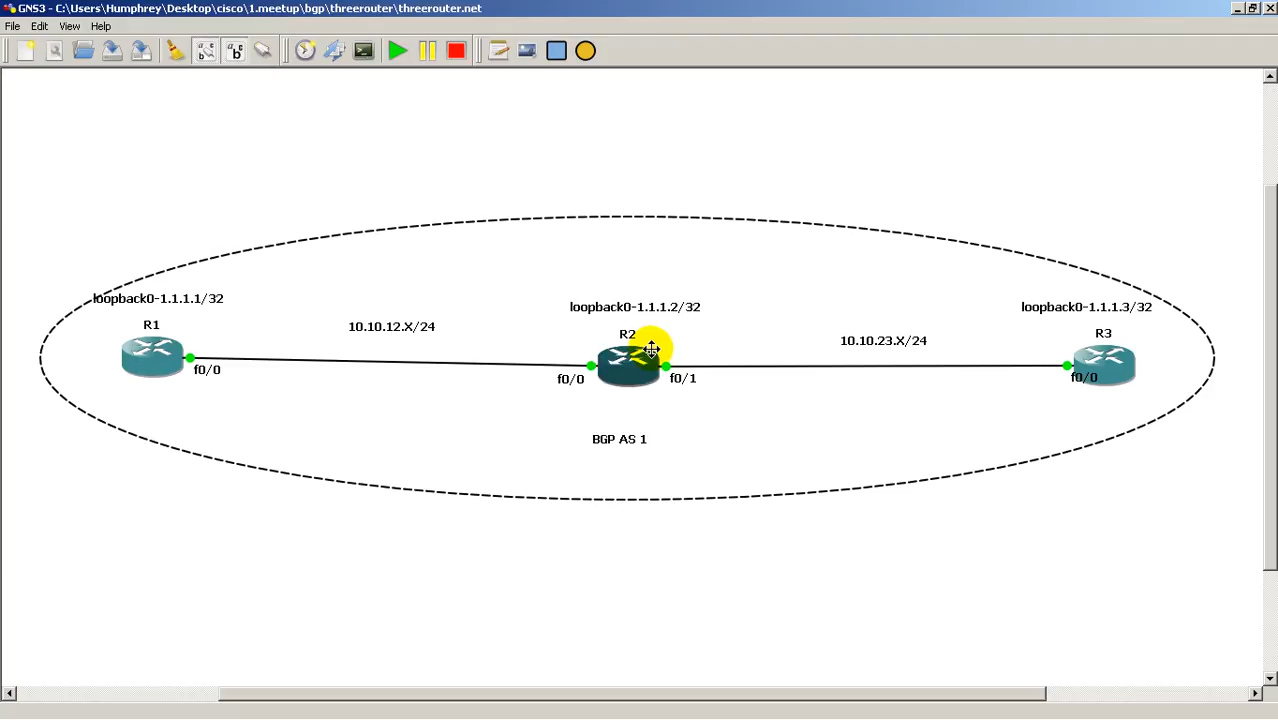 GNS3 - C:\Users\Humphrey\Desktop\cisco\1.meetup\bgp\threerouter\threerouter.net
File Edit View Help
loopback0-1.1.1.1/32
loopback0-1.1.1.2/32
loopback0-1.1.1.3/32
R1
10.10.12.X/24
R2
10.10.23.X/24
R3
f0/0
f0/0
f0/1
f0/0
BGP AS 1